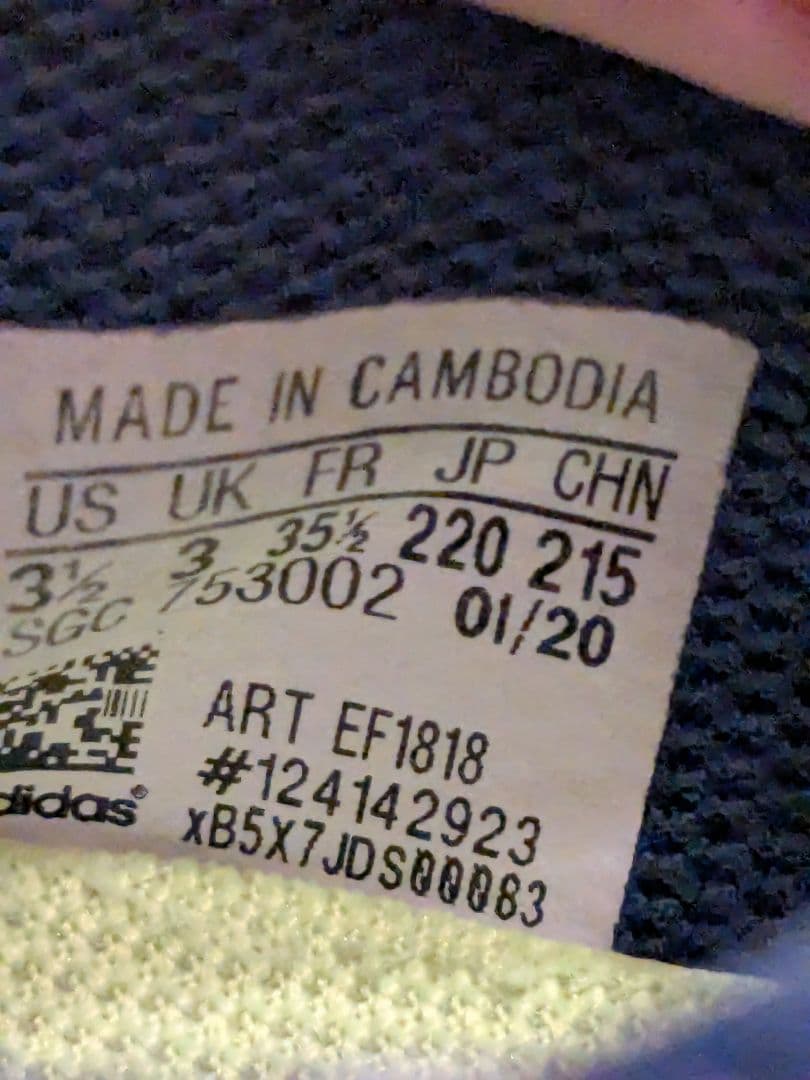 MADE IN CAMBODIA
US UK FR JP CHN
3½ 3 35½ 220 215
SGC 753002 01/20
ART EF1818
#124142923
xB5X7JDS00083
didas®